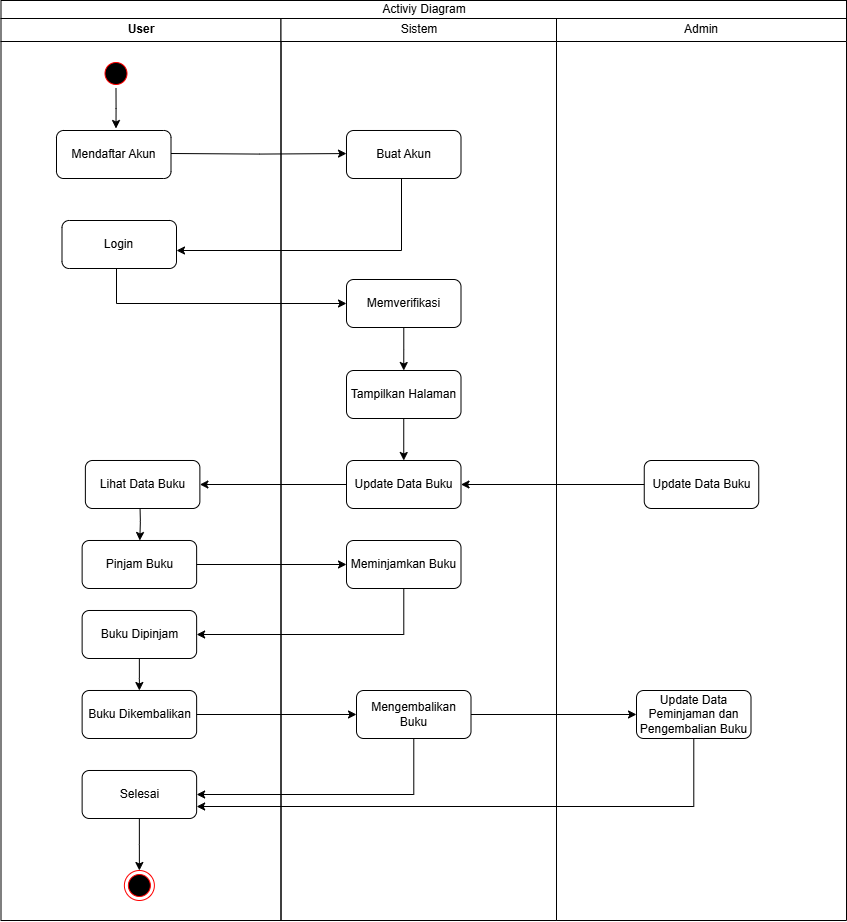 Activiy Diagram
User
Sistem
Admin
Mendaftar Akun
Buat Akun
Login
Memverifikasi
Tampilkan Halaman
Lihat Data Buku
Update Data Buku
Update Data Buku
Pinjam Buku
Meminjamkan Buku
Buku Dipinjam
Buku Dikembalikan
Mengembalikan
Buku
Update Data
Peminjaman dan
Pengembalian Buku
Selesai